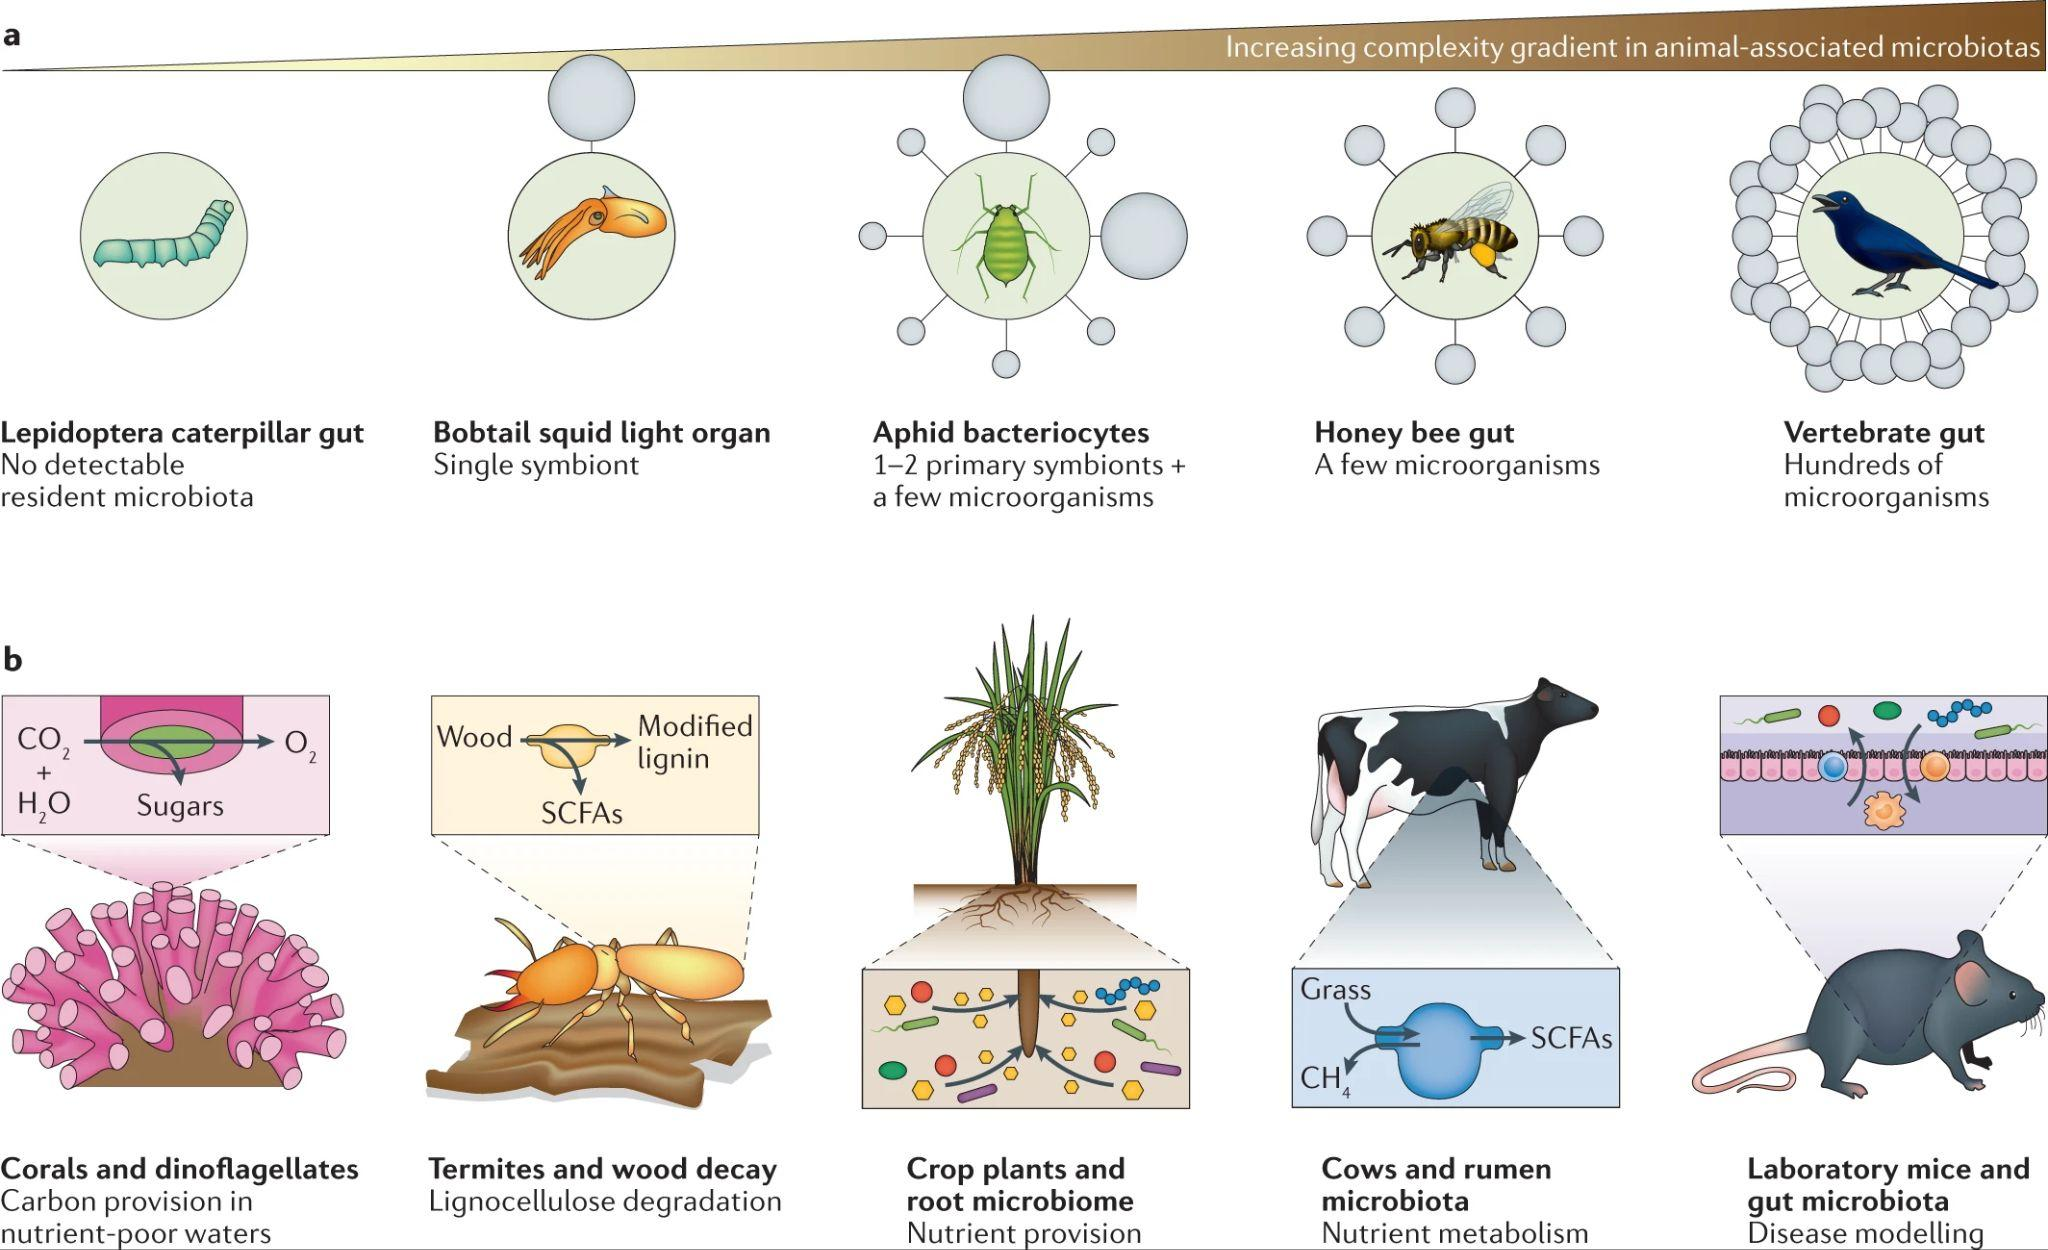 a
Increasing complexity gradient in animal-associated microbiotas
Lepidoptera caterpillar gut
No detectable
resident microbiota
Bobtail squid light organ
Single symbiont
Aphid bacteriocytes
1–2 primary symbionts +
a few microorganisms
Honey bee gut
A few microorganisms
Vertebrate gut
Hundreds of
microorganisms
b
CO₂
+
H₂O
O₂
Sugars
Wood
Modified
lignin
SCFAs
Grass
CH₄
SCFAs
Corals and dinoflagellates
Carbon provision in
nutrient-poor waters
Termites and wood decay
Lignocellulose degradation
Crop plants and
root microbiome
Nutrient provision
Cows and rumen
microbiota
Nutrient metabolism
Laboratory mice and
gut microbiota
Disease modelling